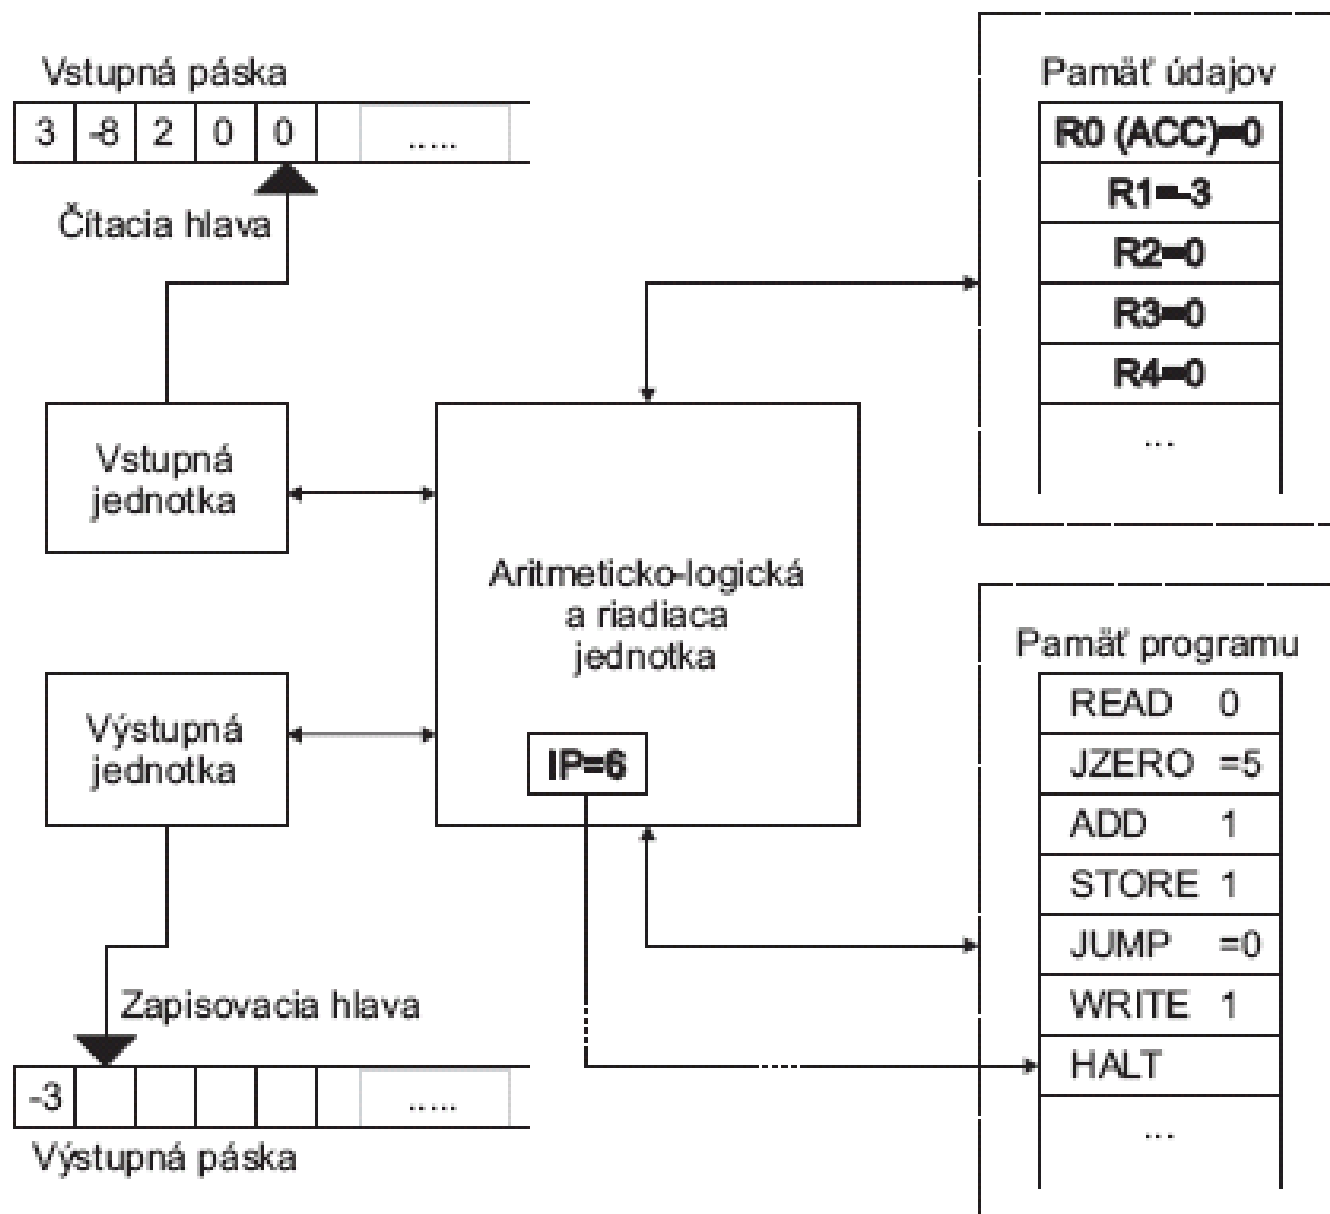 Vstupná páska
3 -8 2 0 0 .....
Čítacia hlava
Vstupná
jednotka
Aritmeticko-logická
a riadiaca
jednotka
IP=6
Výstupná
jednotka
Zapisovacia hlava
-3 .....
Výstupná páska
Pamäť údajov
R0 (ACC)=0
R1=-3
R2=0
R3=0
R4=0
...
Pamäť programu
READ 0
JZERO =5
ADD 1
STORE 1
JUMP =0
WRITE 1
HALT
...